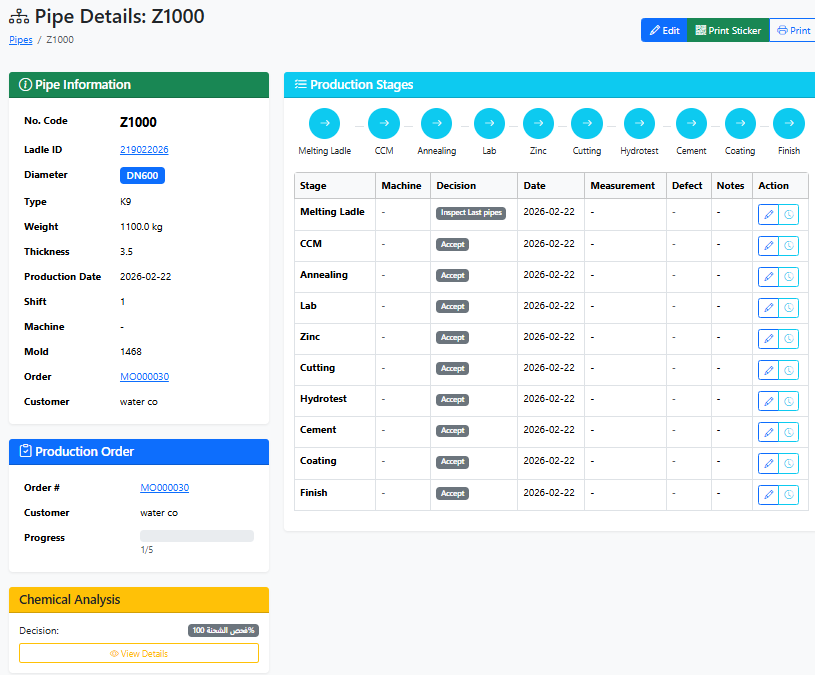 Pipe Details: Z1000
Pipes / Z1000
Edit
Print Sticker
Print
Pipe Information
No. Code Z1000
Ladle ID 219022026
Diameter DN600
Type K9
Weight 1100.0 kg
Thickness 3.5
Production Date 2026-02-22
Shift 1
Machine -
Mold 1468
Order MO000030
Customer water co
Production Order
Order # MO000030
Customer water co
Progress
1/5
Chemical Analysis
Decision: فحص الشحنة 100%
View Details
Production Stages
Melting Ladle CCM Annealing Lab Zinc Cutting Hydrotest Cement Coating Finish
Stage Machine Decision Date Measurement Defect Notes Action
Melting Ladle - Inspect Last pipes 2026-02-22 - - -
CCM - Accept 2026-02-22 - - -
Annealing - Accept 2026-02-22 - - -
Lab - Accept 2026-02-22 - - -
Zinc - Accept 2026-02-22 - - -
Cutting - Accept 2026-02-22 - - -
Hydrotest - Accept 2026-02-22 - - -
Cement - Accept 2026-02-22 - - -
Coating - Accept 2026-02-22 - - -
Finish - Accept 2026-02-22 - - -